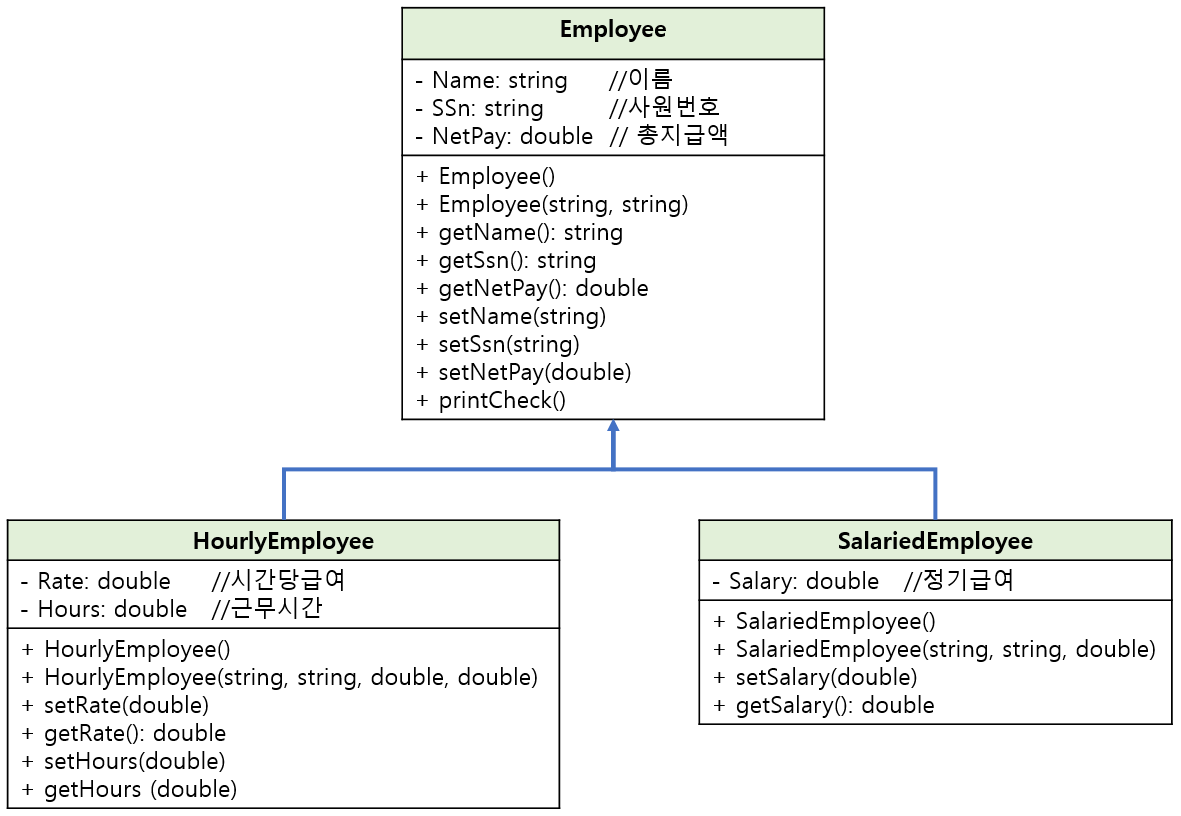 Employee
- Name: string //이름
- SSn: string //사원번호
- NetPay: double // 총지급액
+ Employee()
+ Employee(string, string)
+ getName(): string
+ getSsn(): string
+ getNetPay(): double
+ setName(string)
+ setSsn(string)
+ setNetPay(double)
+ printCheck()
HourlyEmployee
- Rate: double //시간당급여
- Hours: double //근무시간
+ HourlyEmployee()
+ HourlyEmployee(string, string, double, double)
+ setRate(double)
+ getRate(): double
+ setHours(double)
+ getHours (double)
SalariedEmployee
- Salary: double //정기급여
+ SalariedEmployee()
+ SalariedEmployee(string, string, double)
+ setSalary(double)
+ getSalary(): double